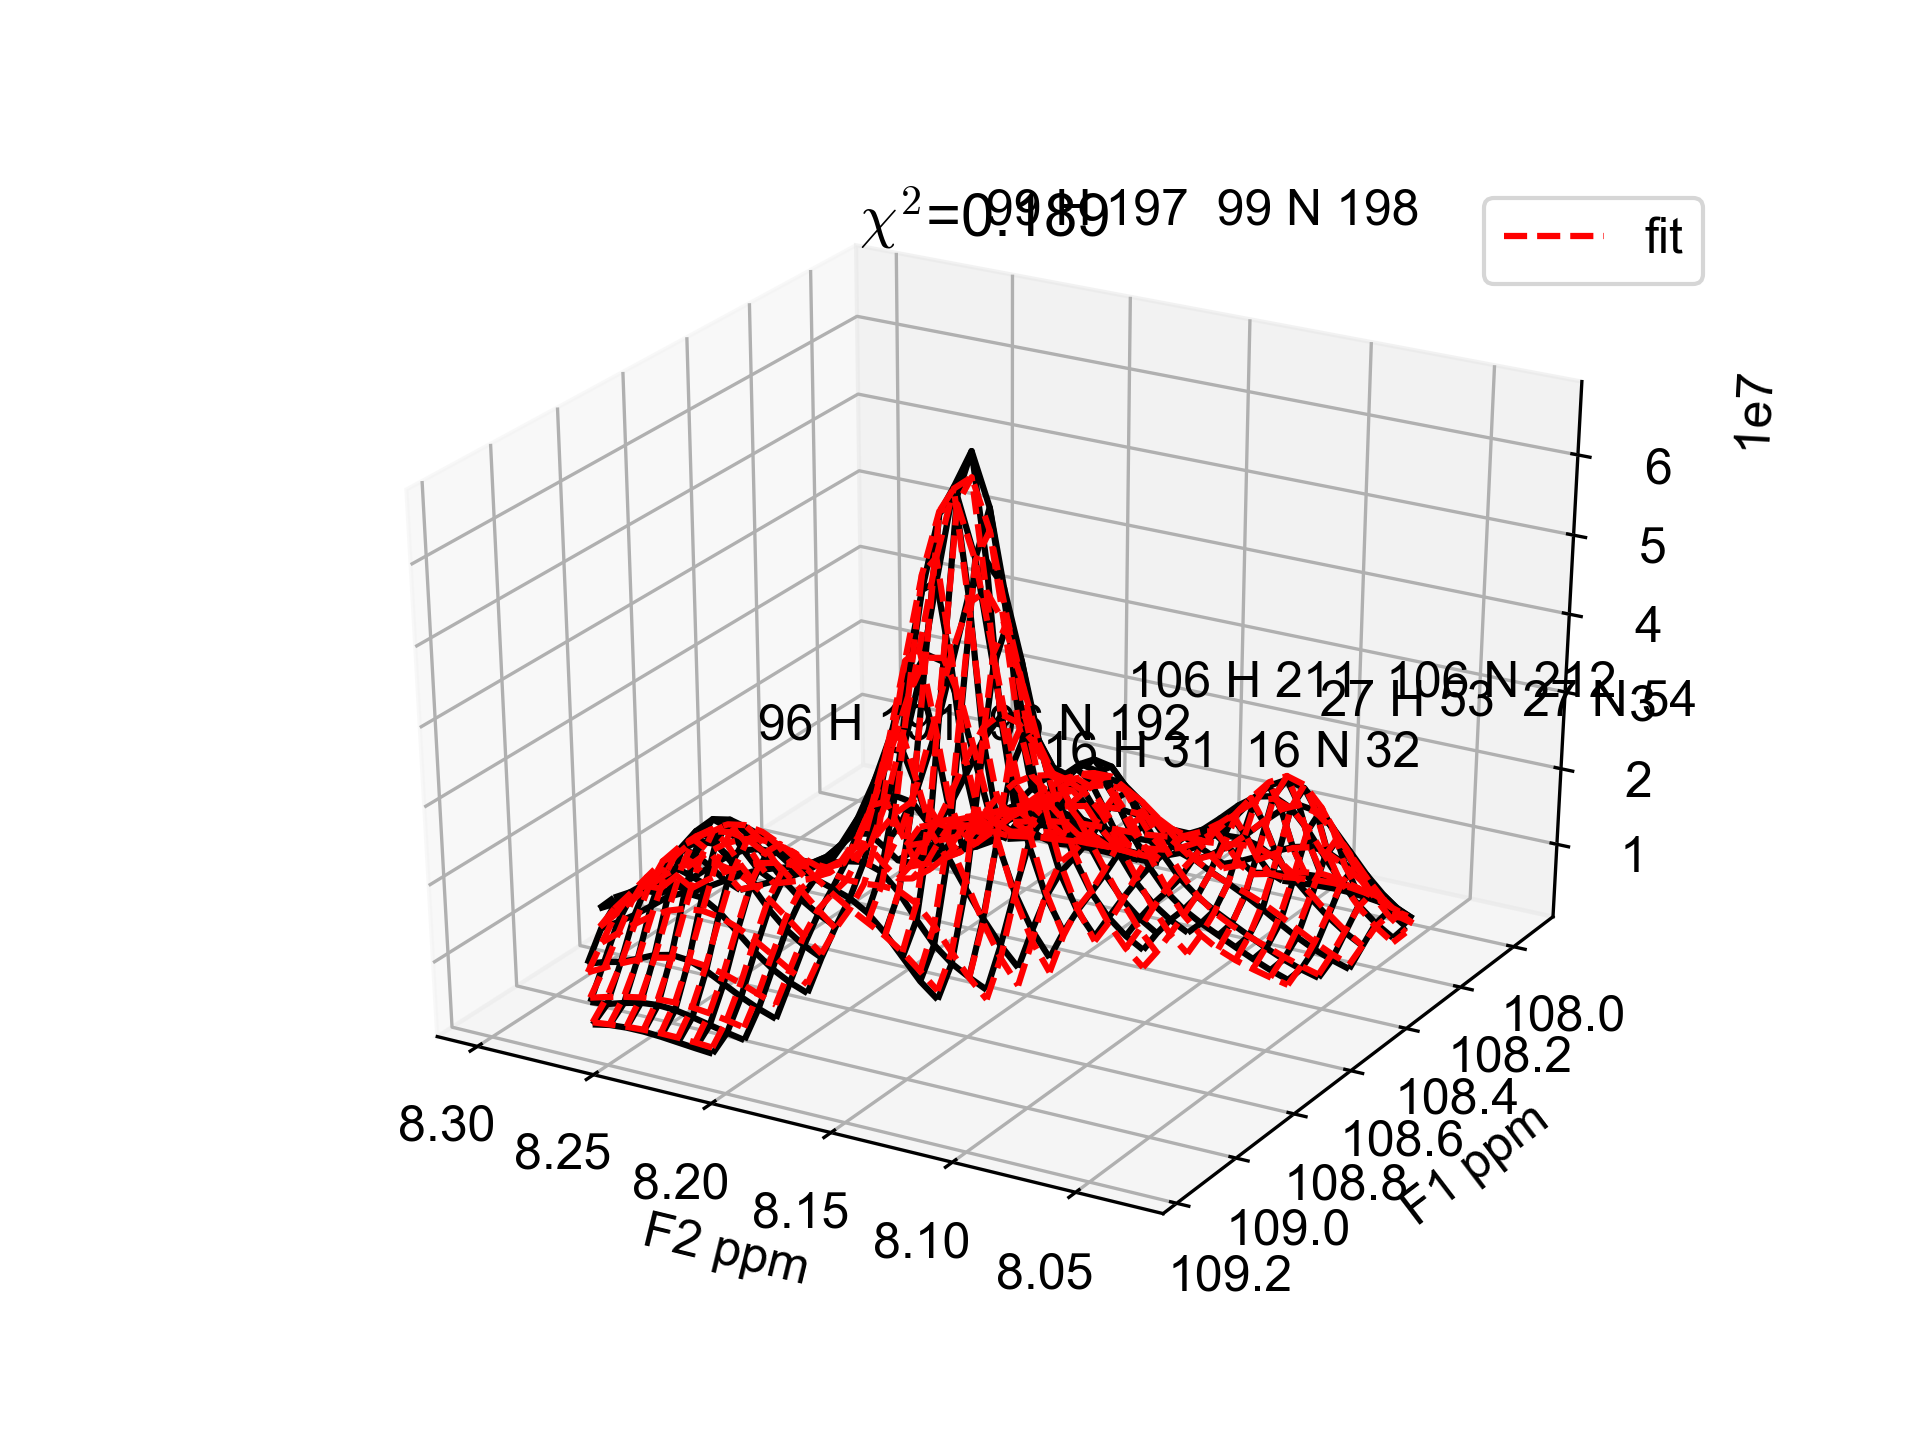 χ²=0.189
99 H 197 99 N 198
fit
1e7
6
5
4
3
2
1
106 H 211 106 N 212
27 H 53 27 N 54
96 H N 192
16 H 31 16 N 32
8.30
8.25
8.20
8.15
8.10
8.05
F2 ppm
108.0
108.2
108.4
108.6
108.8
109.0
109.2
F1 ppm